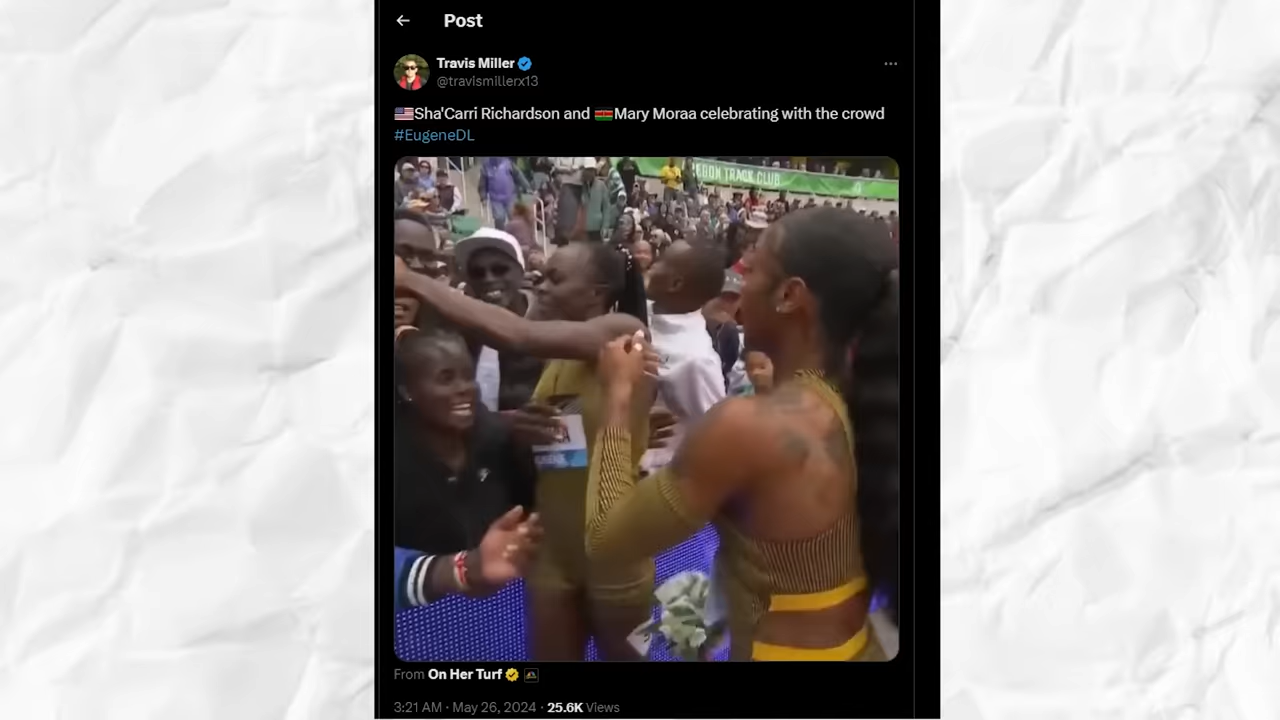 Post
Travis Miller
@travismillerx13
🇺🇸Sha'Carri Richardson and 🇰🇪Mary Moraa celebrating with the crowd
#EugeneDL
OREGON TRACK CLUB
From On Her Turf
3:21 AM · May 26, 2024 · 25.6K Views